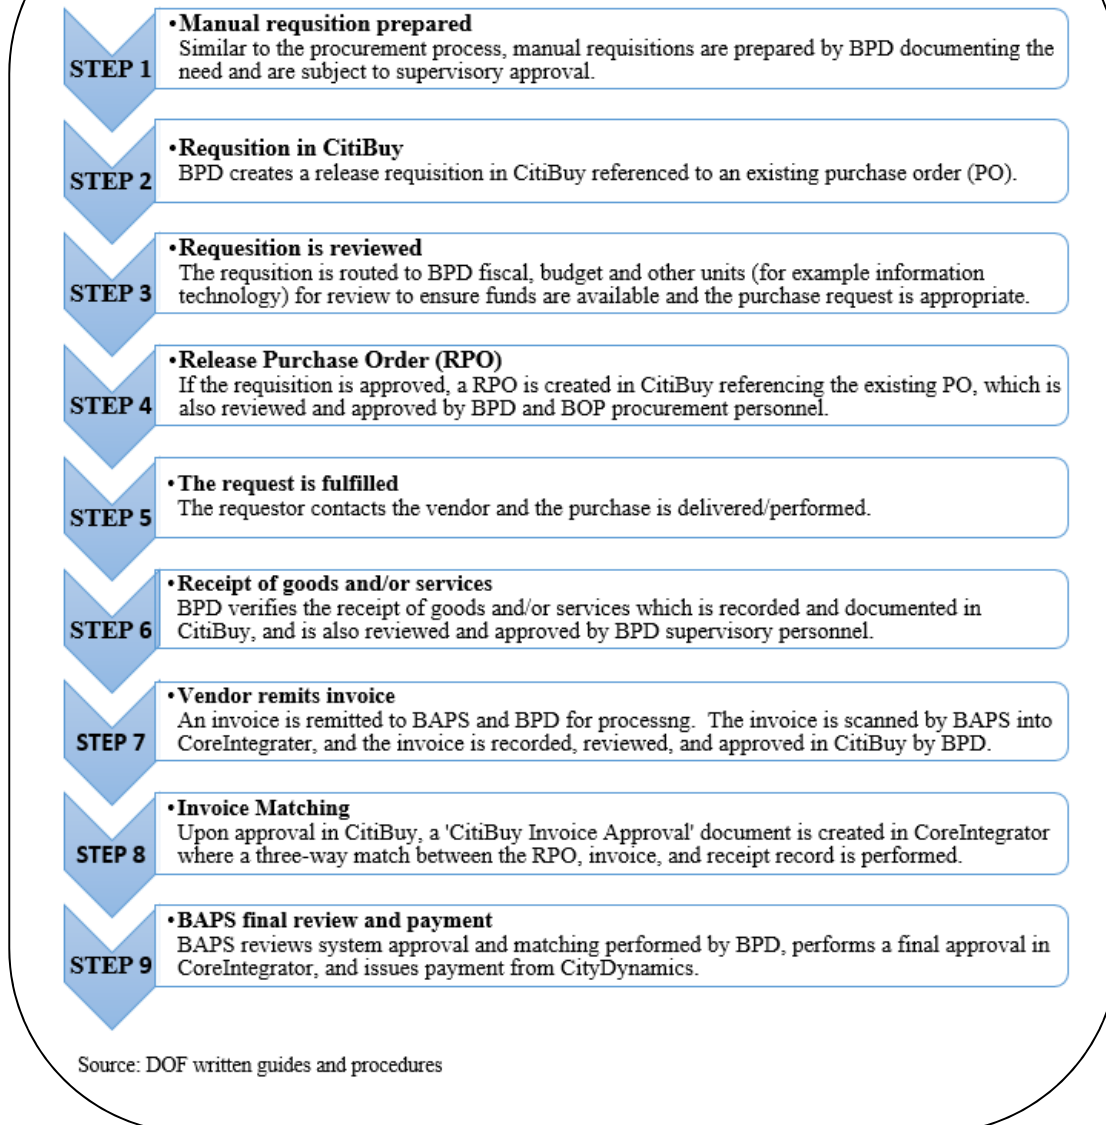 STEP 1
•Manual requsition prepared
Similar to the procurement process, manual requisitions are prepared by BPD documenting the
need and are subject to supervisory approval.
STEP 2
•Requsition in CitiBuy
BPD creates a release requisition in CitiBuy referenced to an existing purchase order (PO).
STEP 3
•Requesition is reviewed
The requsition is routed to BPD fiscal, budget and other units (for example information
technology) for review to ensure funds are available and the purchase request is appropriate.
STEP 4
•Release Purchase Order (RPO)
If the requisition is approved, a RPO is created in CitiBuy referencing the existing PO, which is
also reviewed and approved by BPD and BOP procurement personnel.
STEP 5
•The request is fulfilled
The requestor contacts the vendor and the purchase is delivered/performed.
STEP 6
•Receipt of goods and/or services
BPD verifies the receipt of goods and/or services which is recorded and documented in
CitiBuy, and is also reviewed and approved by BPD supervisory personnel.
STEP 7
•Vendor remits invoice
An invoice is remitted to BAPS and BPD for processng.  The invoice is scanned by BAPS into
CoreIntegrater, and the invoice is recorded, reviewed, and approved in CitiBuy by BPD.
STEP 8
•Invoice Matching
Upon approval in CitiBuy, a 'CitiBuy Invoice Approval' document is created in CoreIntegrator
where a three-way match between the RPO, invoice, and receipt record is performed.
STEP 9
•BAPS final review and payment
BAPS reviews system approval and matching performed by BPD, performs a final approval in
CoreIntegrator, and issues payment from CityDynamics.
Source: DOF written guides and procedures